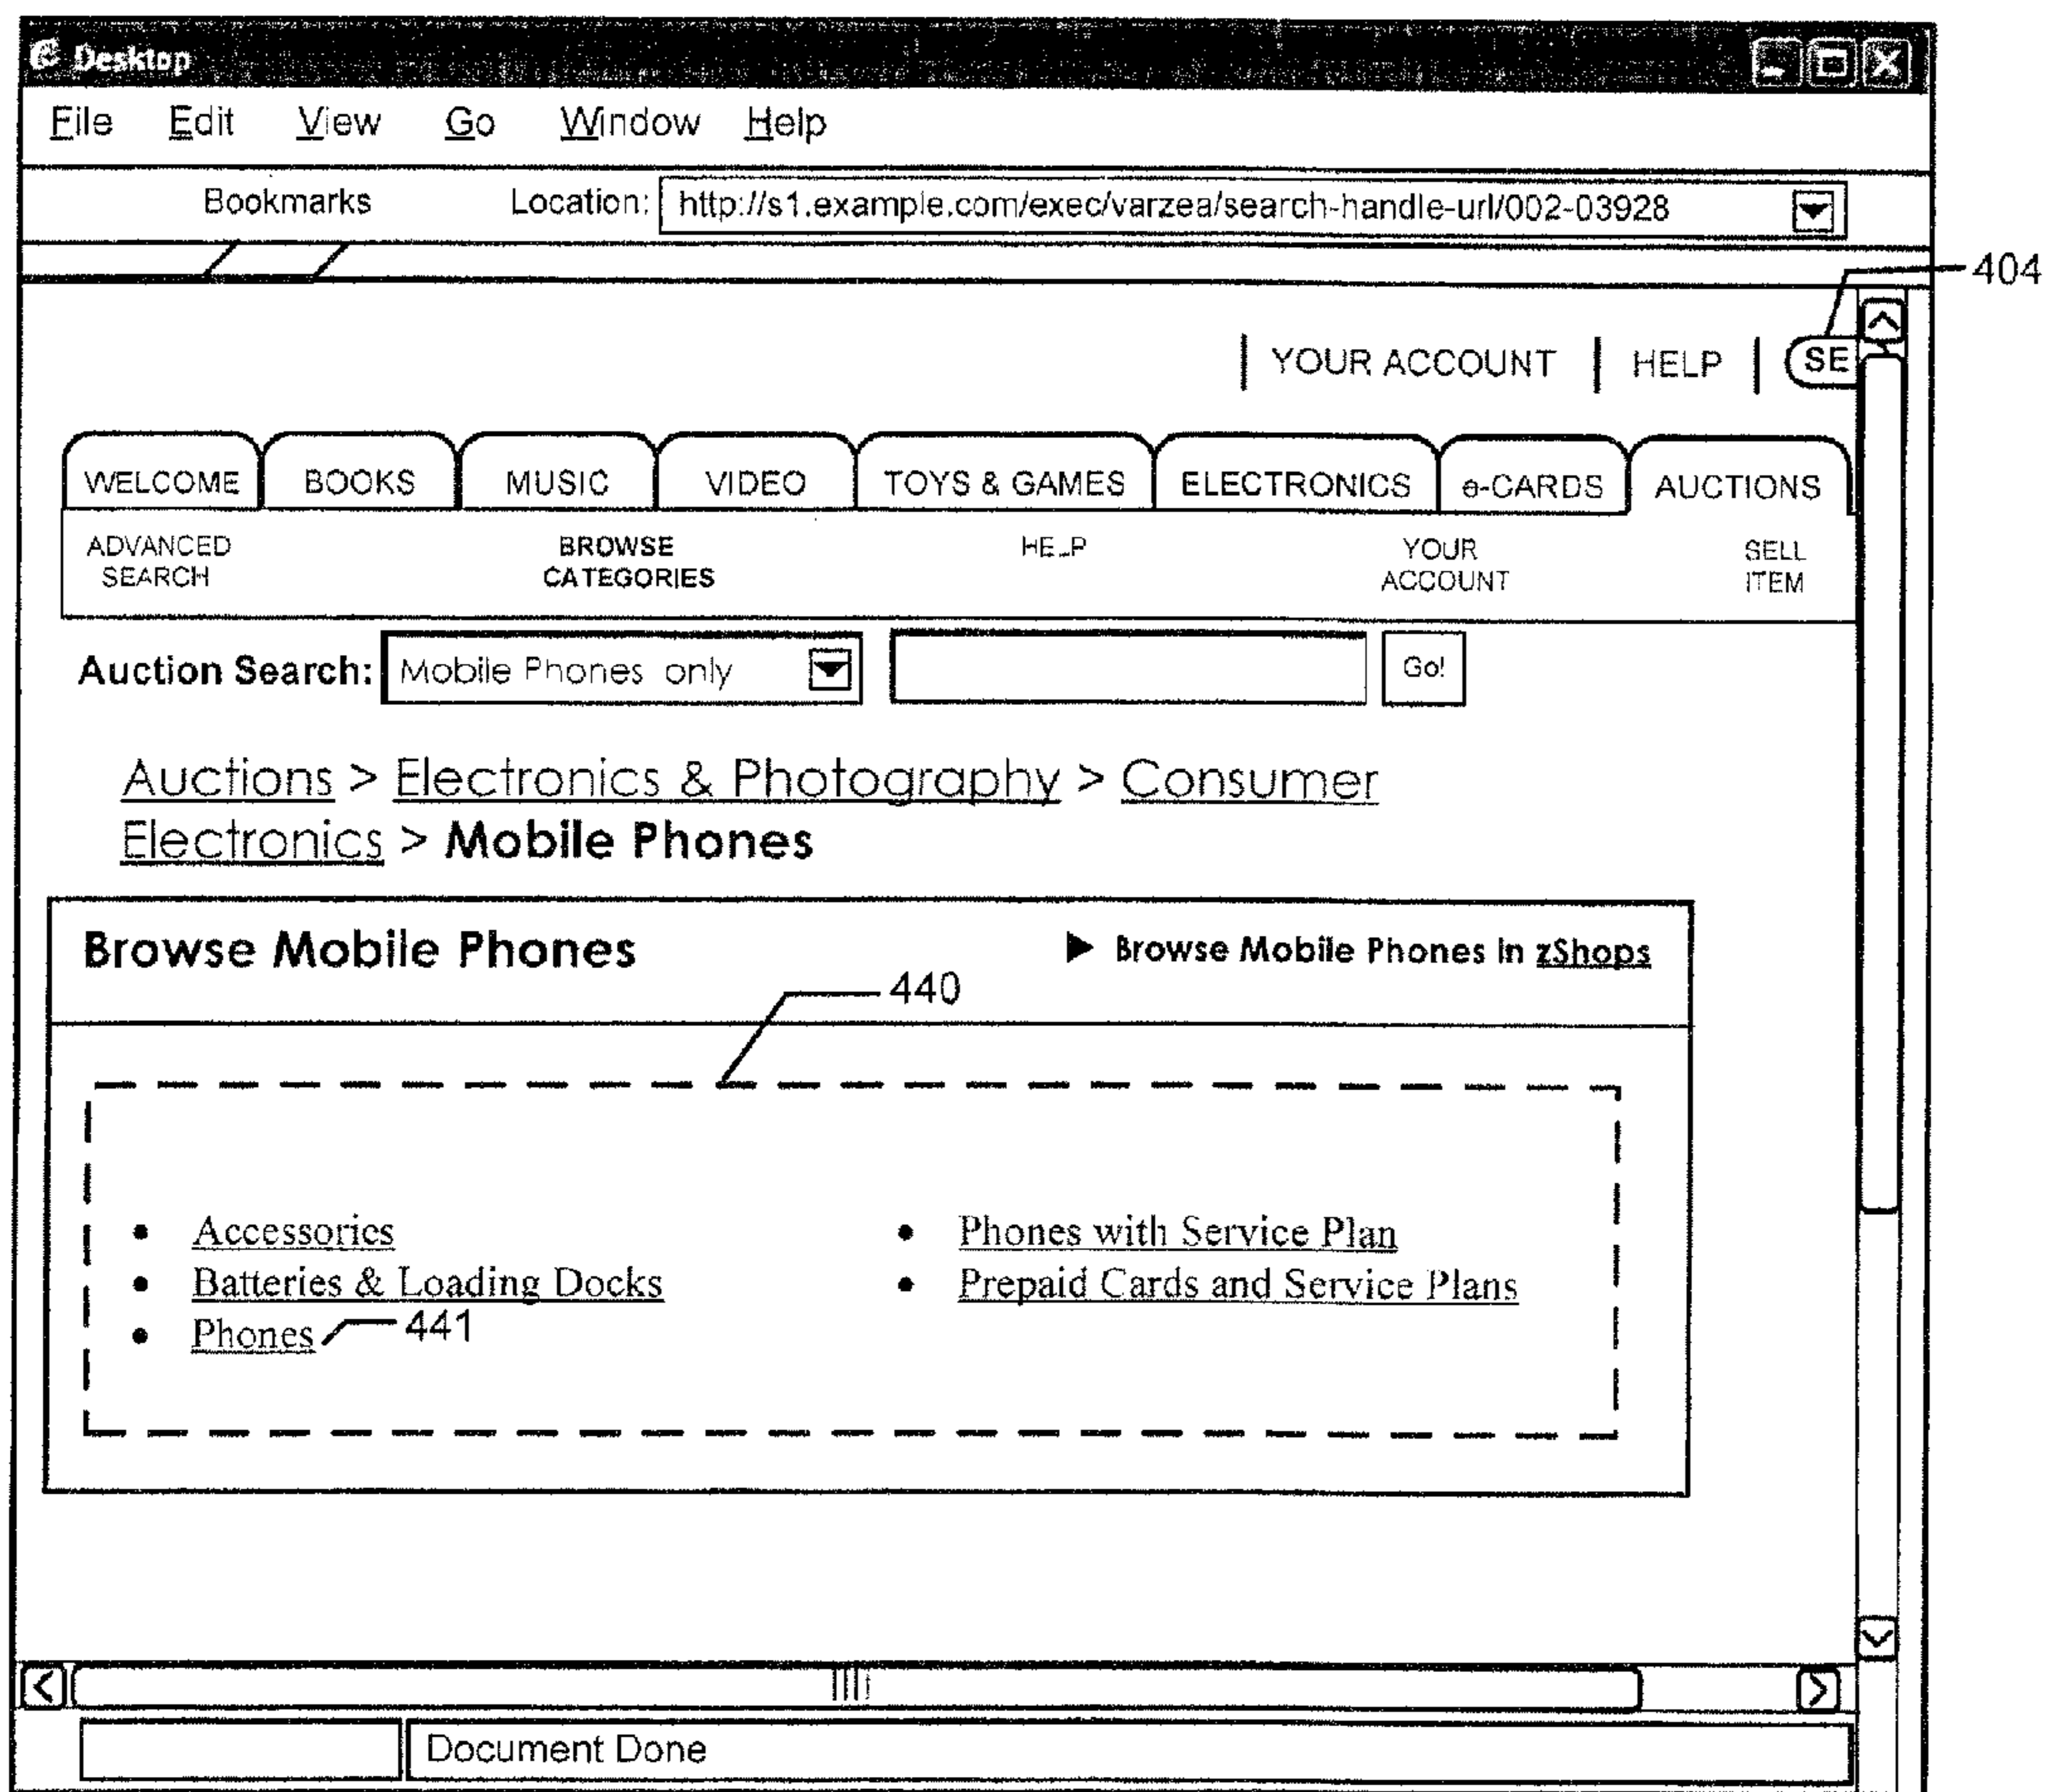 Desktop
File Edit View Go Window Help
Bookmarks Location: http://s1.example.com/exec/varzea/search-handle-url/002-03928
404
YOUR ACCOUNT | HELP | SE
WELCOME BOOKS MUSIC VIDEO TOYS & GAMES ELECTRONICS e-CARDS AUCTIONS
ADVANCED SEARCH BROWSE CATEGORIES HELP YOUR ACCOUNT SELL ITEM
Auction Search: Mobile Phones only Go!
Auctions > Electronics & Photography > Consumer
Electronics > Mobile Phones
Browse Mobile Phones ▶ Browse Mobile Phones in zShops
440
• Accessories • Phones with Service Plan
• Batteries & Loading Docks • Prepaid Cards and Service Plans
• Phones 441
Document Done